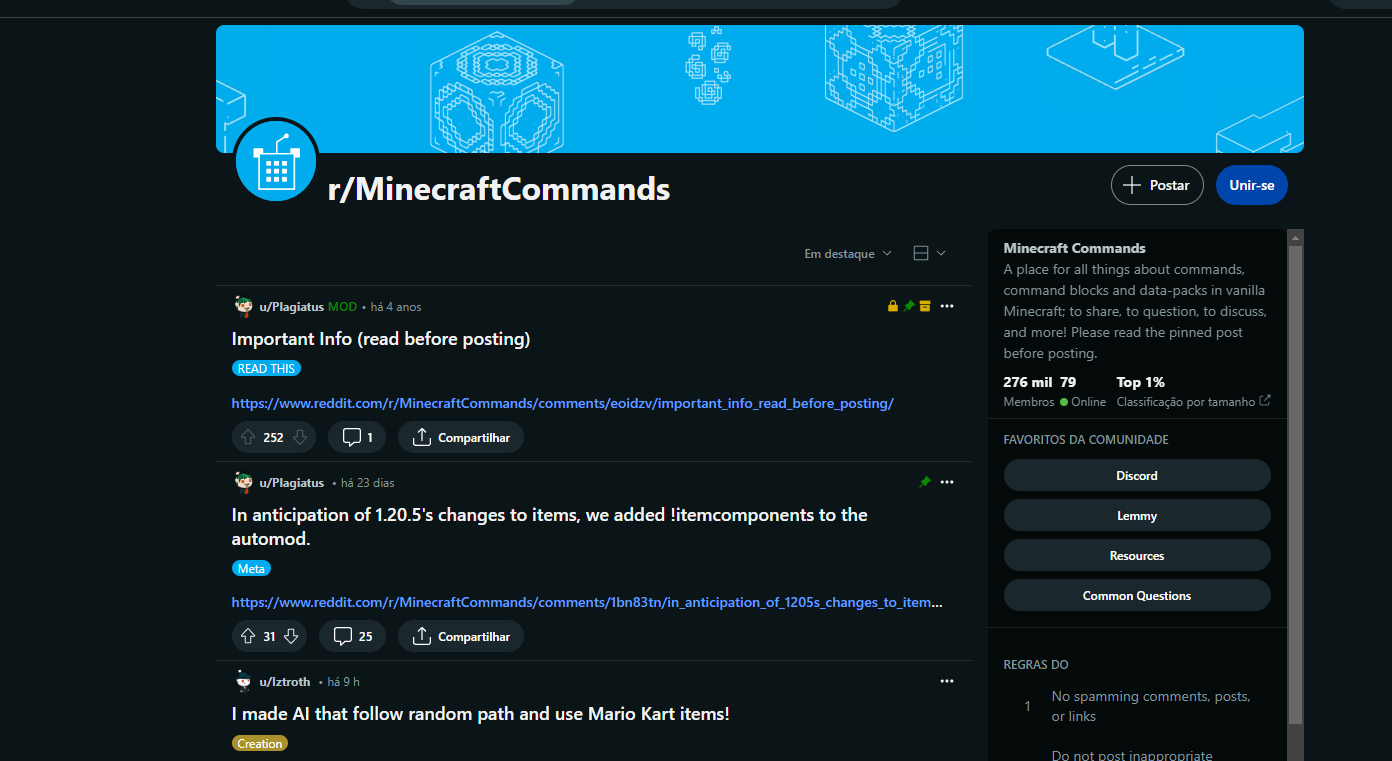 r/MinecraftCommands
Postar
Unir-se
Em destaque
u/Plagiatus MOD • há 4 anos
Important Info (read before posting)
READ THIS
https://www.reddit.com/r/MinecraftCommands/comments/eoidzv/important_info_read_before_posting/
252
1
Compartilhar
u/Plagiatus • há 23 dias
In anticipation of 1.20.5's changes to items, we added !itemcomponents to the
automod.
Meta
https://www.reddit.com/r/MinecraftCommands/comments/1bn83tn/in_anticipation_of_1205s_changes_to_item...
31
25
Compartilhar
u/Iztroth • há 9 h
I made AI that follow random path and use Mario Kart items!
Creation
Minecraft Commands
A place for all things about commands,
command blocks and data-packs in vanilla
Minecraft; to share, to question, to discuss,
and more! Please read the pinned post
before posting.
276 mil 79 Top 1%
Membros Online Classificação por tamanho
FAVORITOS DA COMUNIDADE
Discord
Lemmy
Resources
Common Questions
REGRAS DO
1
No spamming comments, posts,
or links
Do not post inappropriate